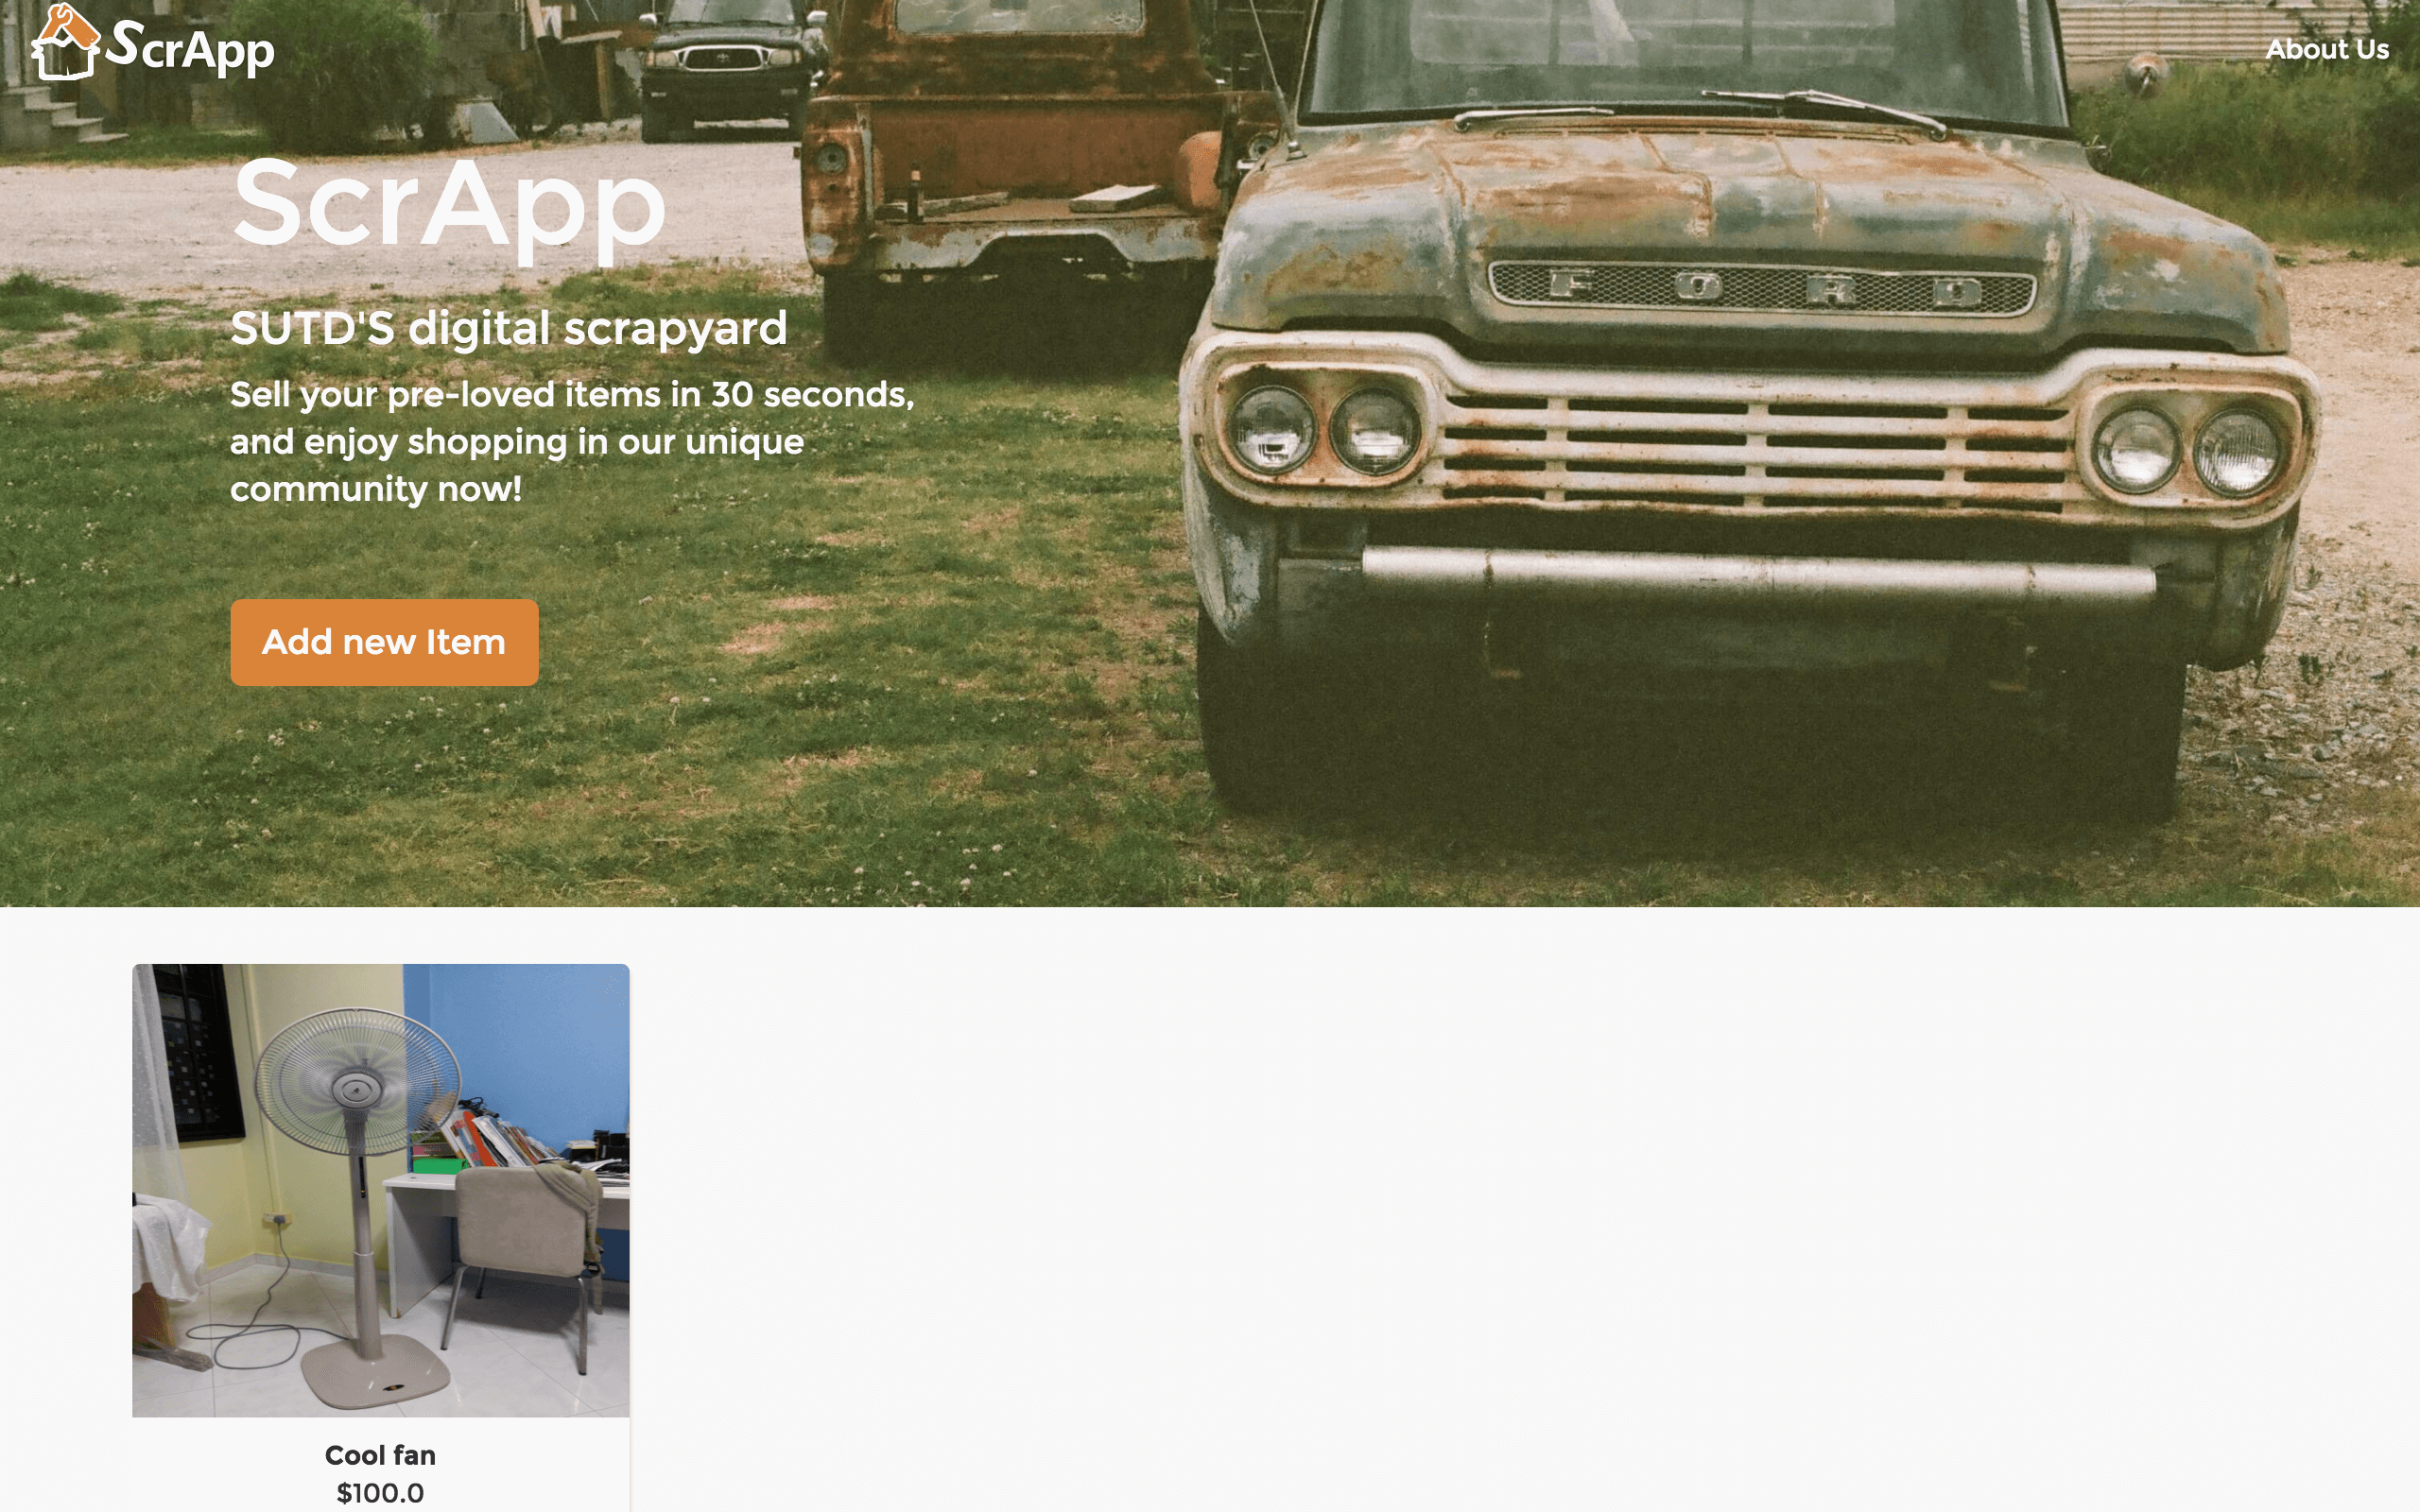 ScrApp
About Us
ScrApp
SUTD'S digital scrapyard
Sell your pre-loved items in 30 seconds,
and enjoy shopping in our unique
community now!
FORD
Add new Item
Cool fan
$100.0